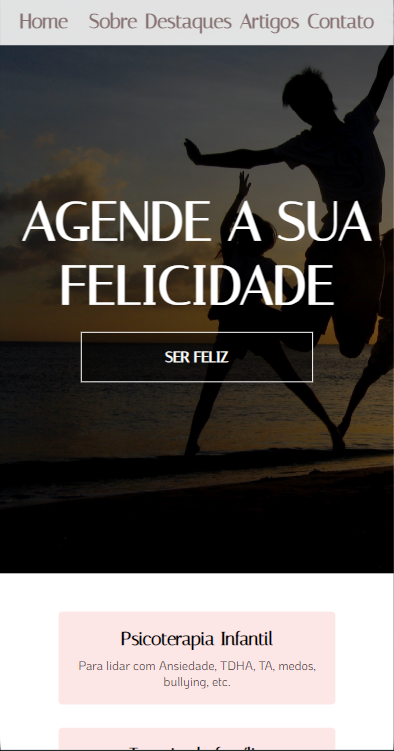 Home Sobre Destaques Artigos Contato
AGENDE A SUA
FELICIDADE
SER FELIZ
Psicoterapia Infantil
Para lidar com Ansiedade, TDHA, TA, medos,
bullying, etc.